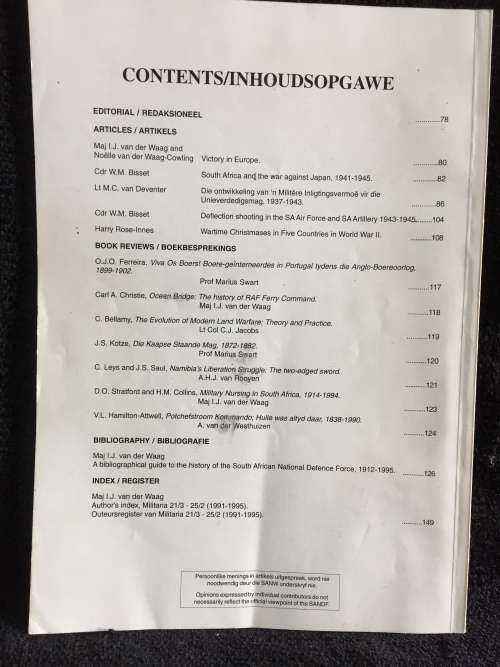 CONTENTS/INHOUDSOPGAWE
EDITORIAL / REDAKSIONEEL ............78
ARTICLES / ARTIKELS
Maj I.J. van der Waag and
Noëlle van der Waag-Cowling Victory in Europe. ............80
Cdr W.M. Bisset South Africa and the war against Japan, 1941-1945. ............82
Lt M.C. van Deventer Die ontwikkeling van 'n Militêre Inligtingsvermoë vir die
Unieverdedigsmag, 1937-1943. ............86
Cdr W.M. Bisset Deflection shooting in the SA Air Force and SA Artillery 1943-1945.........104
Harry Rose-Innes Wartime Christmases in Five Countries in World War II. ..........108
BOOK REVIEWS / BOEKBESPREKINGS
O.J.O. Ferreira, Viva Os Boers! Boere-geïnterneerdes in Portugal tydens die Anglo-Boereoorlog,
1899-1902.
Prof Marius Swart ..........117
Carl A. Christie, Ocean Bridge; The history of RAF Ferry Command.
Maj I.J. van der Waag ..........118
C. Bellamy, The Evolution of Modern Land Warfare; Theory and Practice.
Lt Col C.J. Jacobs ..........119
J.S. Kotze, Die Kaapse Staande Mag, 1872-1882.
Prof Marius Swart ..........120
C. Leys and J.S. Saul, Namibia's Liberation Struggle; The two-edged sword.
A.H.J. van Rooyen ..........121
D.O. Stratford and H.M. Collins, Military Nursing in South Africa, 1914-1994.
Maj I.J. van der Waag ..........123
V.L. Hamilton-Attwell, Potchefstroom Kommando; Hulle was altyd daar, 1838-1990.
A. van der Westhuizen ..........124
BIBLIOGRAPHY / BIBLIOGRAFIE
Maj I.J. van der Waag
A bibliographical guide to the history of the South African National Defence Force, 1912-1995. ..........126
INDEX / REGISTER
Maj I.J. van der Waag
Author's index, Militaria 21/3 - 25/2 (1991-1995).
Outeursregister van Militaria 21/3 - 25/2 (1991-1995). ..........149
Persoonlike menings in artikels uitgespreek, word nie
noodwendig deur die SANW onderskryf nie.
Opinions expressed by individual contributors do not
necessarily reflect the official viewpoint of the SANDF.